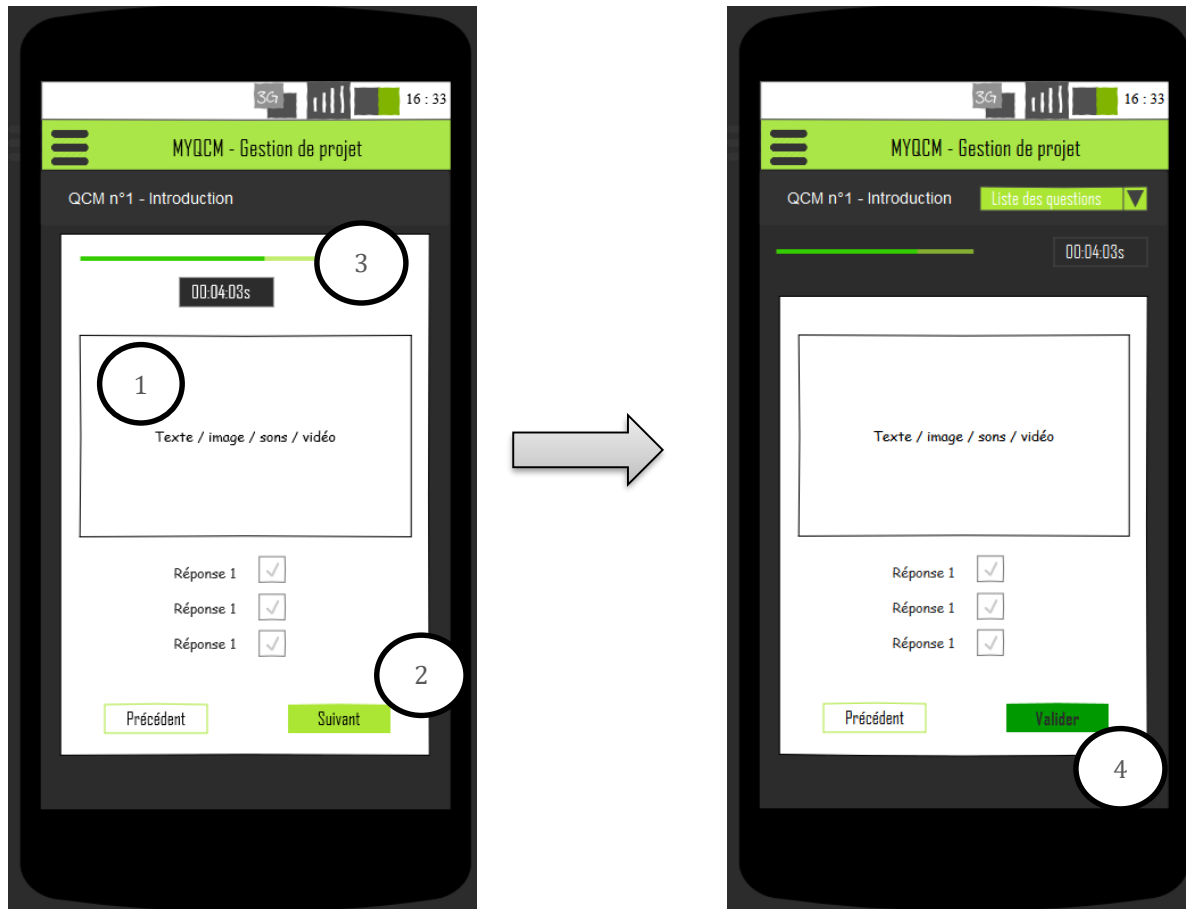 3G 16 : 33
MYQCM - Gestion de projet
QCM n°1 - Introduction
3
00:04:03s
1
Texte / image / sons / vidéo
Réponse 1
Réponse 1
Réponse 1
2
Précédent Suivant
3G 16 : 33
MYQCM - Gestion de projet
QCM n°1 - Introduction Liste des questions
00:04:03s
Texte / image / sons / vidéo
Réponse 1
Réponse 1
Réponse 1
Précédent Valider
4